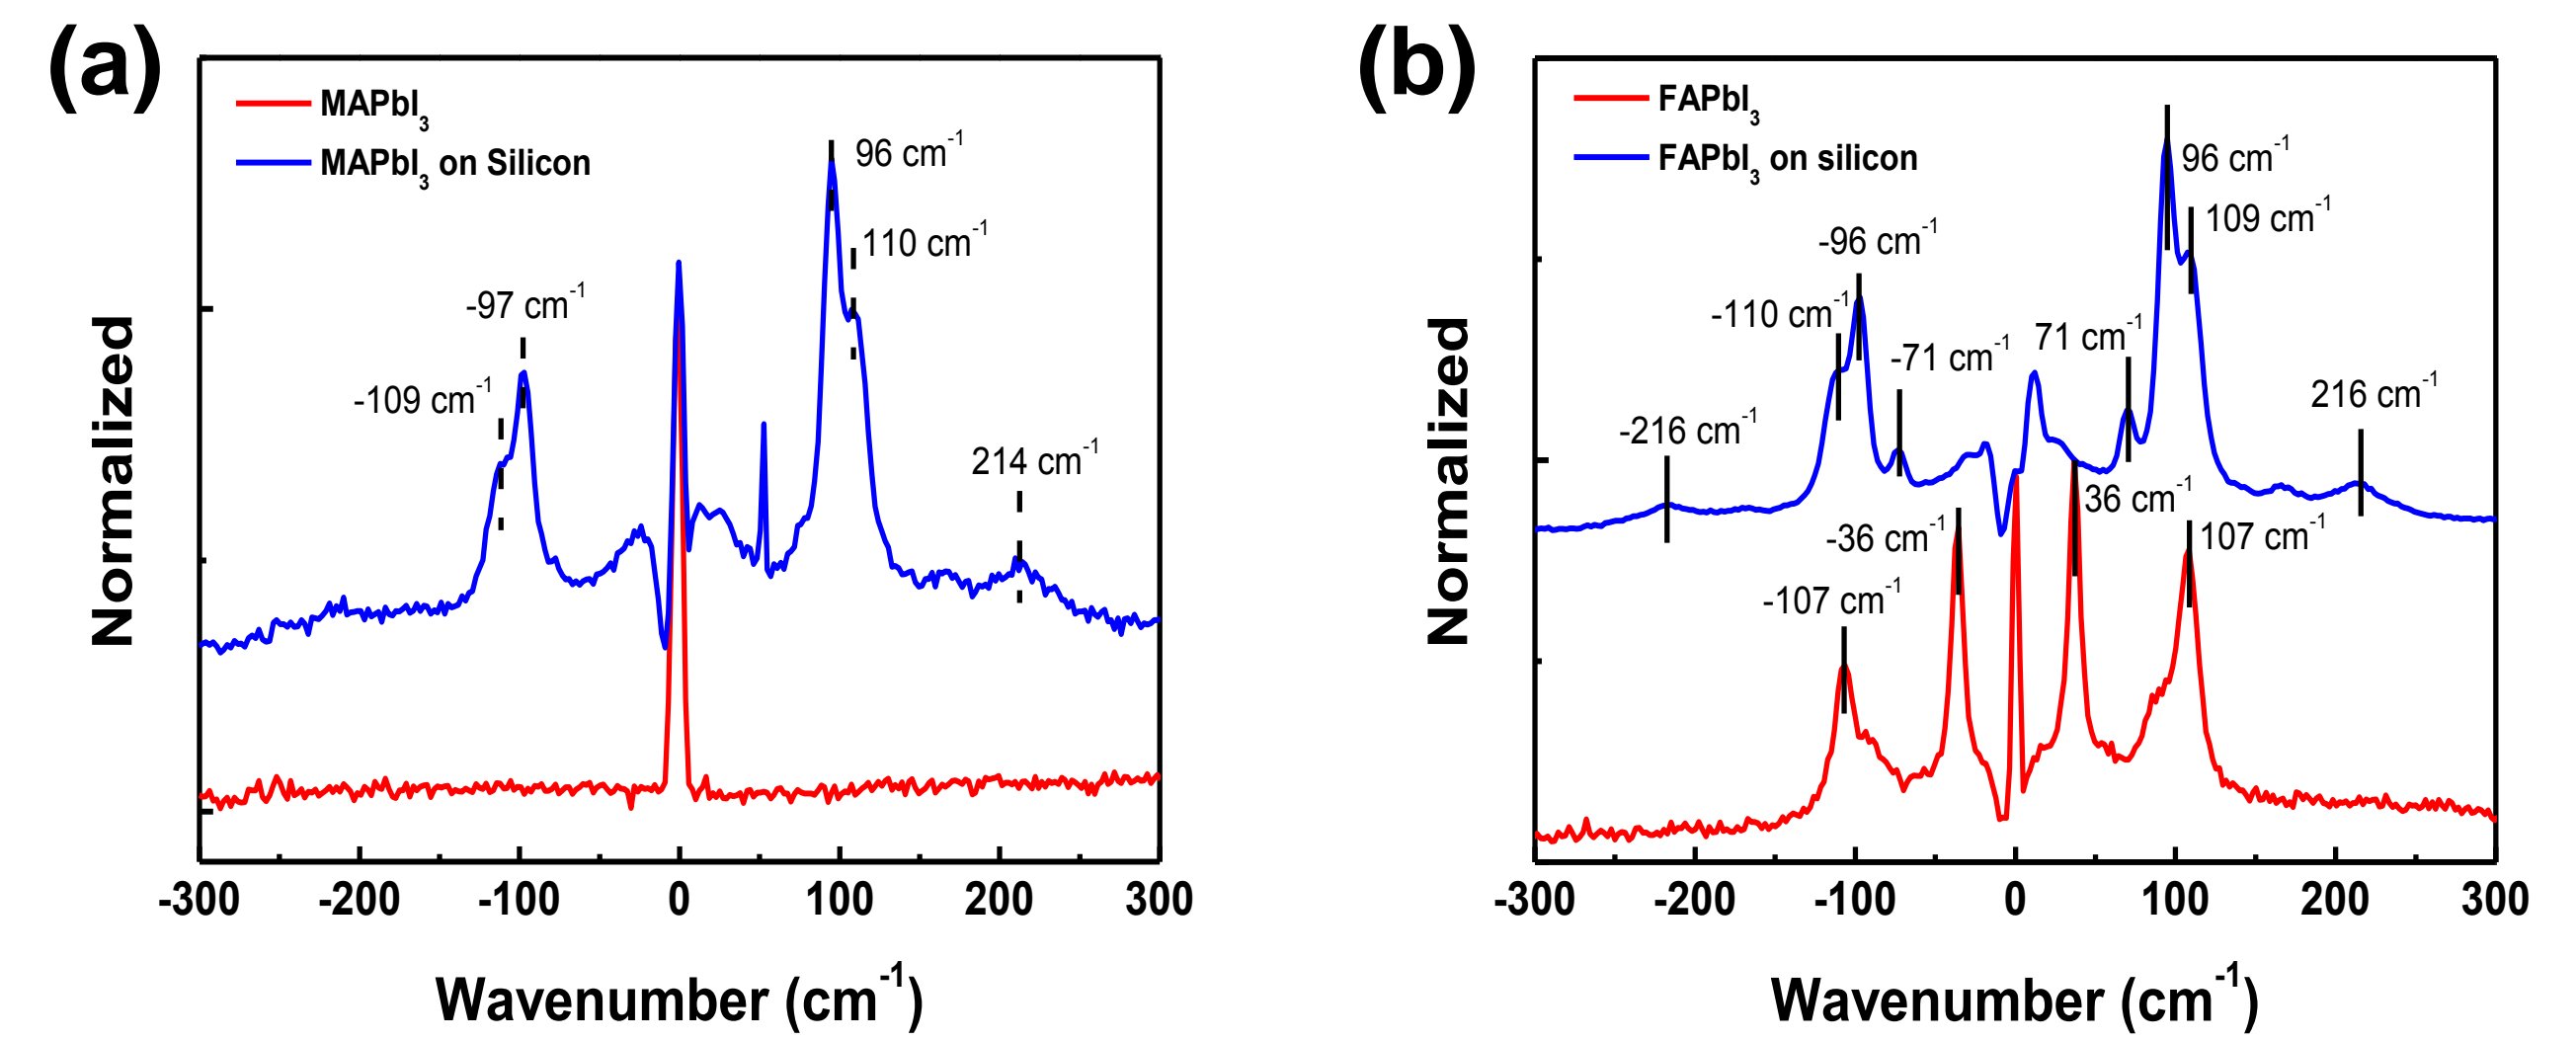 (a)
MAPbI₃
MAPbI₃ on Silicon
96 cm⁻¹
110 cm⁻¹
-97 cm⁻¹
-109 cm⁻¹
214 cm⁻¹
Normalized
-300 -200 -100 0 100 200 300
Wavenumber (cm⁻¹)
(b)
FAPbI₃
FAPbI₃ on silicon
96 cm⁻¹
109 cm⁻¹
-96 cm⁻¹
-110 cm⁻¹
-71 cm⁻¹
71 cm⁻¹
-216 cm⁻¹
216 cm⁻¹
36 cm⁻¹
-36 cm⁻¹
107 cm⁻¹
-107 cm⁻¹
Normalized
-300 -200 -100 0 100 200 300
Wavenumber (cm⁻¹)